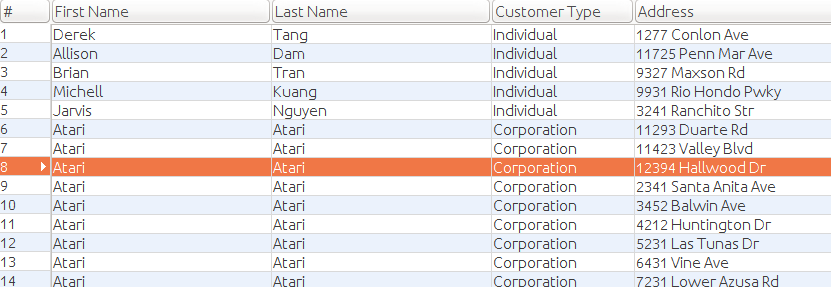 # First Name Last Name Customer Type Address
1 Derek Tang Individual 1277 Conlon Ave
2 Allison Dam Individual 11725 Penn Mar Ave
3 Brian Tran Individual 9327 Maxson Rd
4 Michell Kuang Individual 9931 Rio Hondo Pwky
5 Jarvis Nguyen Individual 3241 Ranchito Str
6 Atari Atari Corporation 11293 Duarte Rd
7 Atari Atari Corporation 11423 Valley Blvd
8 Atari Atari Corporation 12394 Hallwood Dr
9 Atari Atari Corporation 2341 Santa Anita Ave
10 Atari Atari Corporation 3452 Balwin Ave
11 Atari Atari Corporation 4212 Huntington Dr
12 Atari Atari Corporation 5231 Las Tunas Dr
13 Atari Atari Corporation 6431 Vine Ave
14 Atari Atari Corporation 7231 Lower Azusa Rd